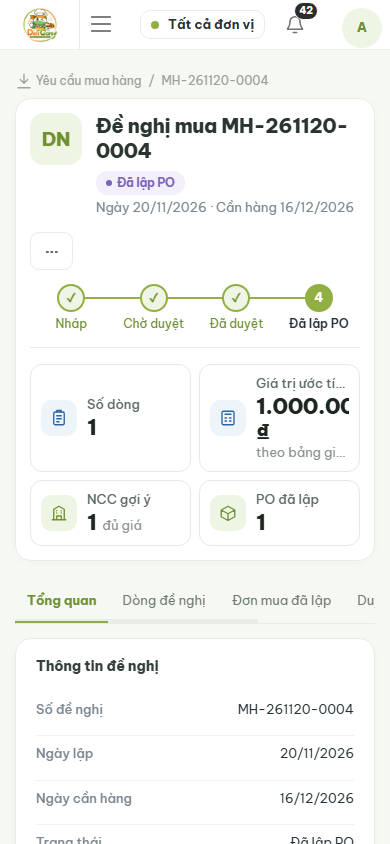 Tất cả đơn vị
42
A
Yêu cầu mua hàng / MH-261120-0004
DN
Đề nghị mua MH-261120-
0004
Đã lập PO
Ngày 20/11/2026 · Cần hàng 16/12/2026
...
4
Nháp
Chờ duyệt
Đã duyệt
Đã lập PO
Số dòng
1
Giá trị ước tí...
1.000.00
đ
theo bảng gi...
NCC gợi ý
1 đủ giá
PO đã lập
1
Tổng quan
Dòng đề nghị
Đơn mua đã lập
Du
Thông tin đề nghị
Số đề nghị
MH-261120-0004
Ngày lập
20/11/2026
Ngày cần hàng
16/12/2026
Trạng thái
Đã lập PO